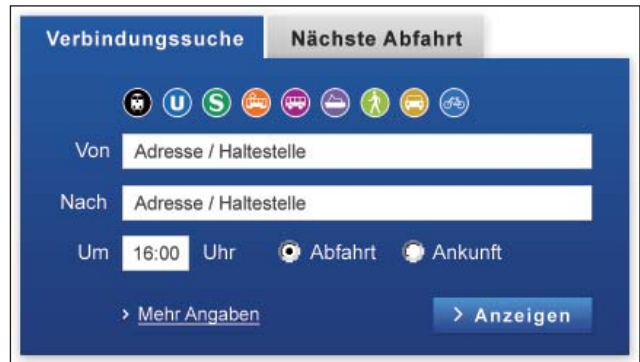 Verbindungssuche Nächste Abfahrt
U S
Von Adresse / Haltestelle
Nach Adresse / Haltestelle
Um 16:00 Uhr Abfahrt Ankunft
> Mehr Angaben > Anzeigen